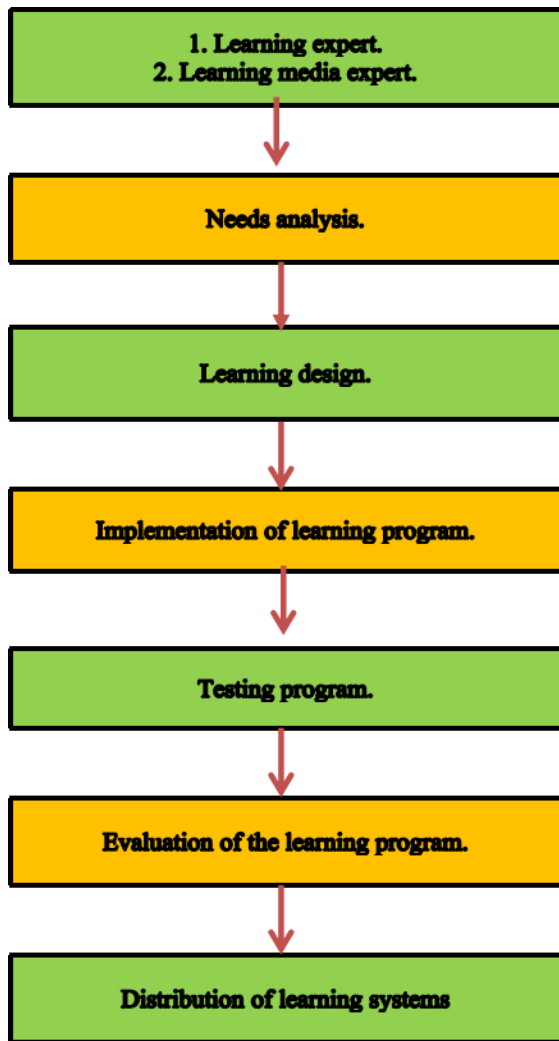 1. Learning expert.
2. Learning media expert.
Needs analysis.
Learning design.
Implementation of learning program.
Testing program.
Evaluation of the learning program.
Distribution of learning systems